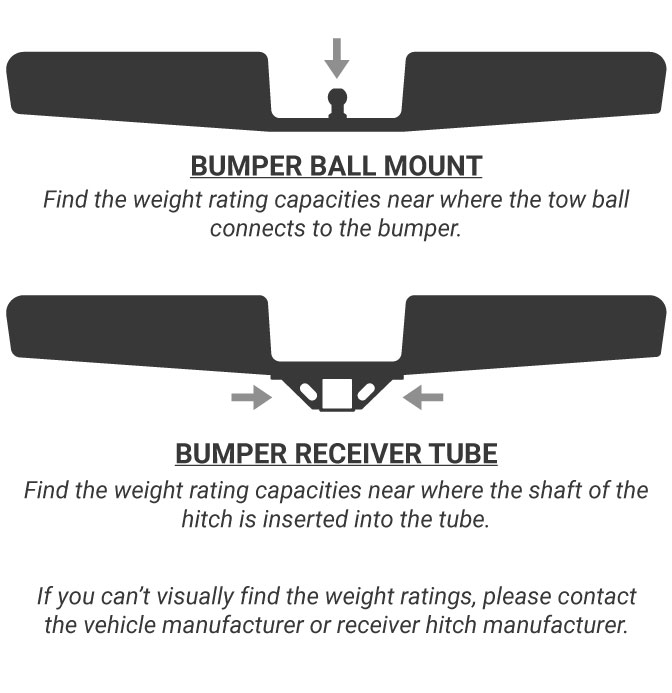 BUMPER BALL MOUNT
Find the weight rating capacities near where the tow ball
connects to the bumper.
BUMPER RECEIVER TUBE
Find the weight rating capacities near where the shaft of the
hitch is inserted into the tube.
If you can’t visually find the weight ratings, please contact
the vehicle manufacturer or receiver hitch manufacturer.